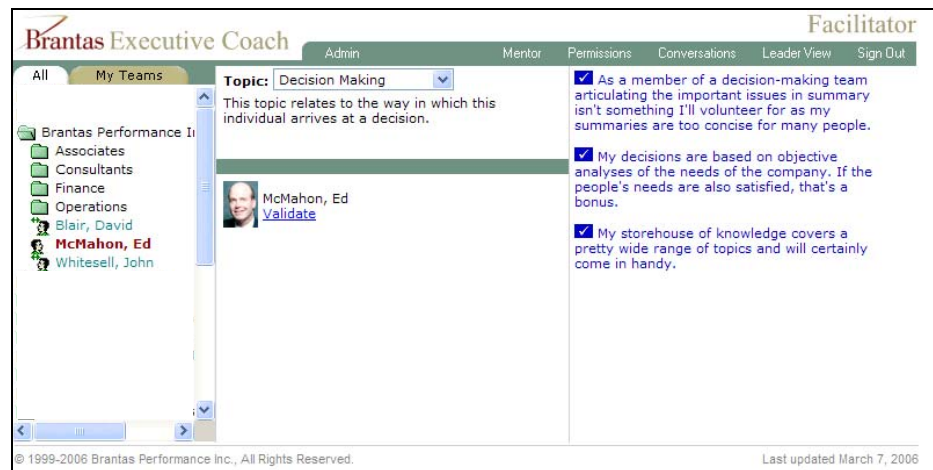 Facilitator
Brantas Executive Coach
Admin
Mentor
Permissions
Conversations
Leader View
Sign Out
All
My Teams
Brantas Performance
Associates
Consultants
Finance
Operations
Blair, David
McMahon, Ed
Whitesell, John
Topic: Decision Making
This topic relates to the way in which this
individual arrives at a decision.
McMahon, Ed
Validate
As a member of a decision-making team
articulating the important issues in summary
isn't something I'll volunteer for as my
summaries are too concise for many people.
My decisions are based on objective
analyses of the needs of the company. If the
people's needs are also satisfied, that's a
bonus.
My storehouse of knowledge covers a
pretty wide range of topics and will certainly
come in handy.
© 1999-2006 Brantas Performance Inc., All Rights Reserved.
Last updated March 7, 2006